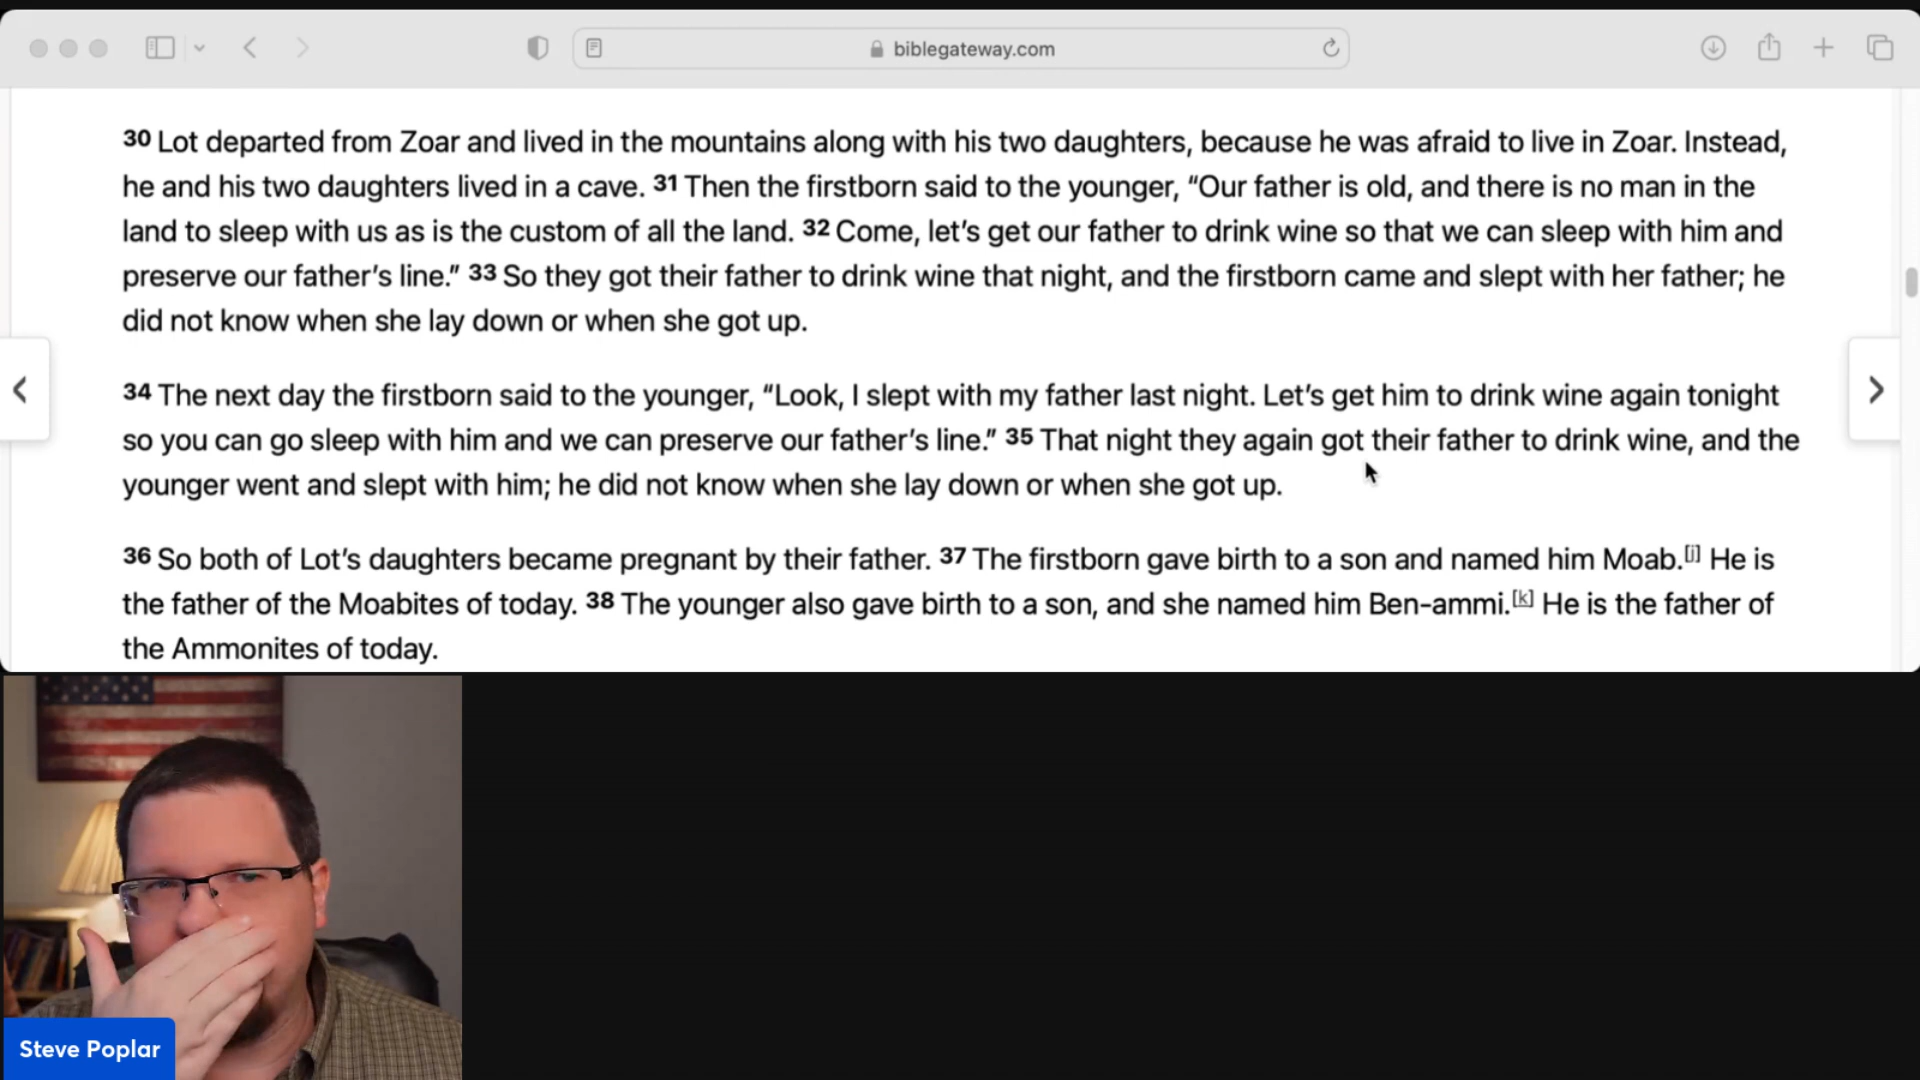 biblegateway.com
30 Lot departed from Zoar and lived in the mountains along with his two daughters, because he was afraid to live in Zoar. Instead,
he and his two daughters lived in a cave. 31 Then the firstborn said to the younger, “Our father is old, and there is no man in the
land to sleep with us as is the custom of all the land. 32 Come, let’s get our father to drink wine so that we can sleep with him and
preserve our father’s line.” 33 So they got their father to drink wine that night, and the firstborn came and slept with her father; he
did not know when she lay down or when she got up.
34 The next day the firstborn said to the younger, “Look, I slept with my father last night. Let’s get him to drink wine again tonight
so you can go sleep with him and we can preserve our father’s line.” 35 That night they again got their father to drink wine, and the
younger went and slept with him; he did not know when she lay down or when she got up.
36 So both of Lot’s daughters became pregnant by their father. 37 The firstborn gave birth to a son and named him Moab.[j] He is
the father of the Moabites of today. 38 The younger also gave birth to a son, and she named him Ben-ammi.[k] He is the father of
the Ammonites of today.
Steve Poplar